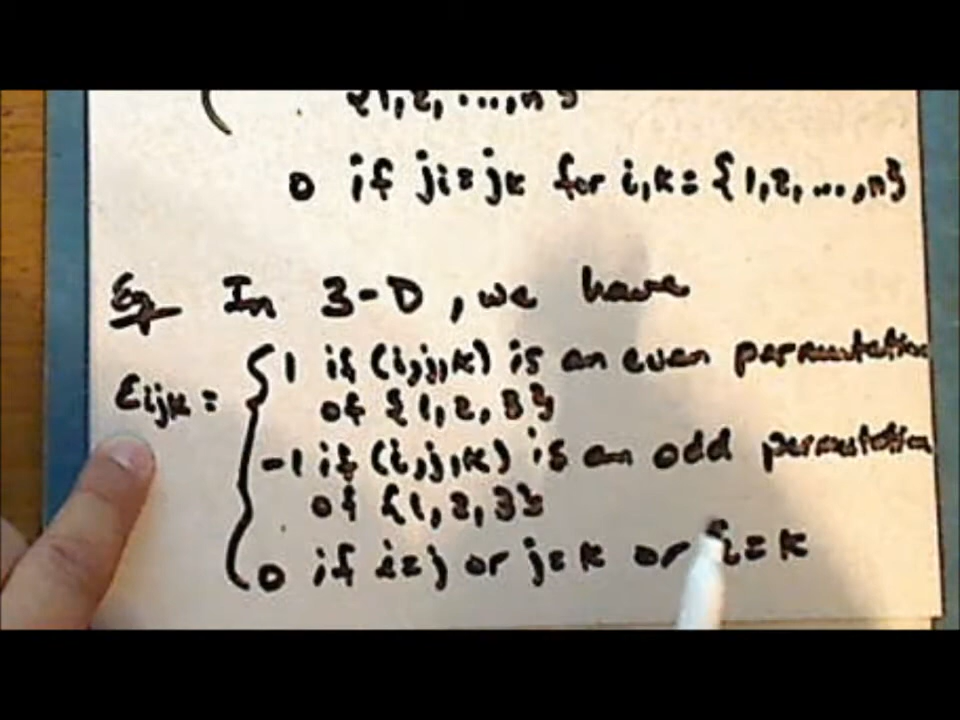 {1,2,...,n}
0 if ji=jk for i,k={1,2,...,n}
Eg In 3-D, we have
1 if (i,j,k) is an even permutation
εijk= of {1,2,3}
-1 if (i,j,k) is an odd permutation
of {1,2,3}
0 if i=j or j=k or i=k